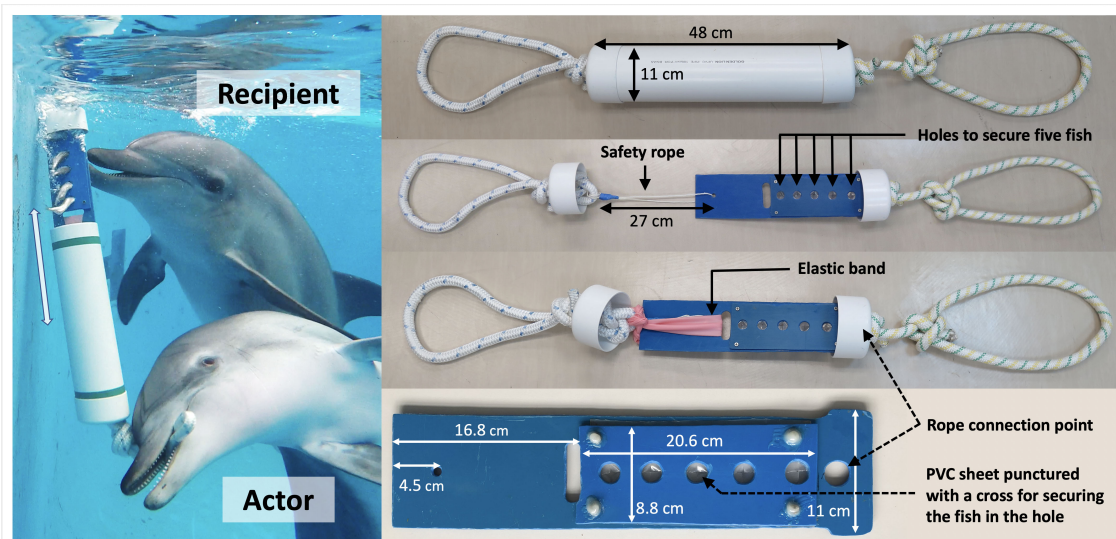 Recipient
Actor
48 cm
11 cm
Holes to secure five fish
Safety rope
27 cm
Elastic band
Rope connection point
16.8 cm
20.6 cm
4.5 cm
8.8 cm
11 cm
PVC sheet punctured
with a cross for securing
the fish in the hole